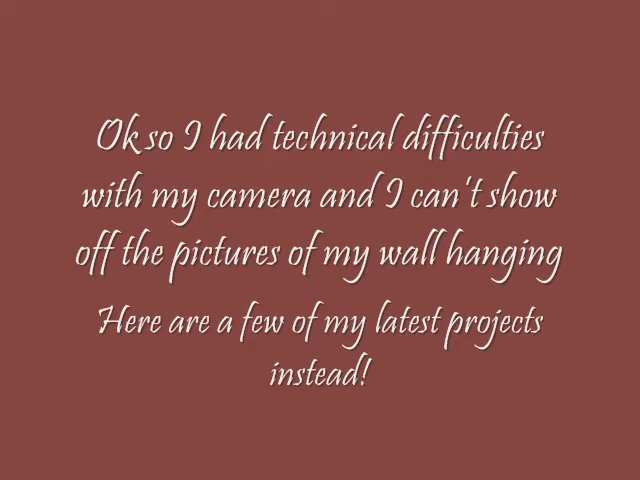 Ok so I had technical difficulties
with my camera and I can't show
off the pictures of my wall hanging
Here are a few of my latest projects
instead!